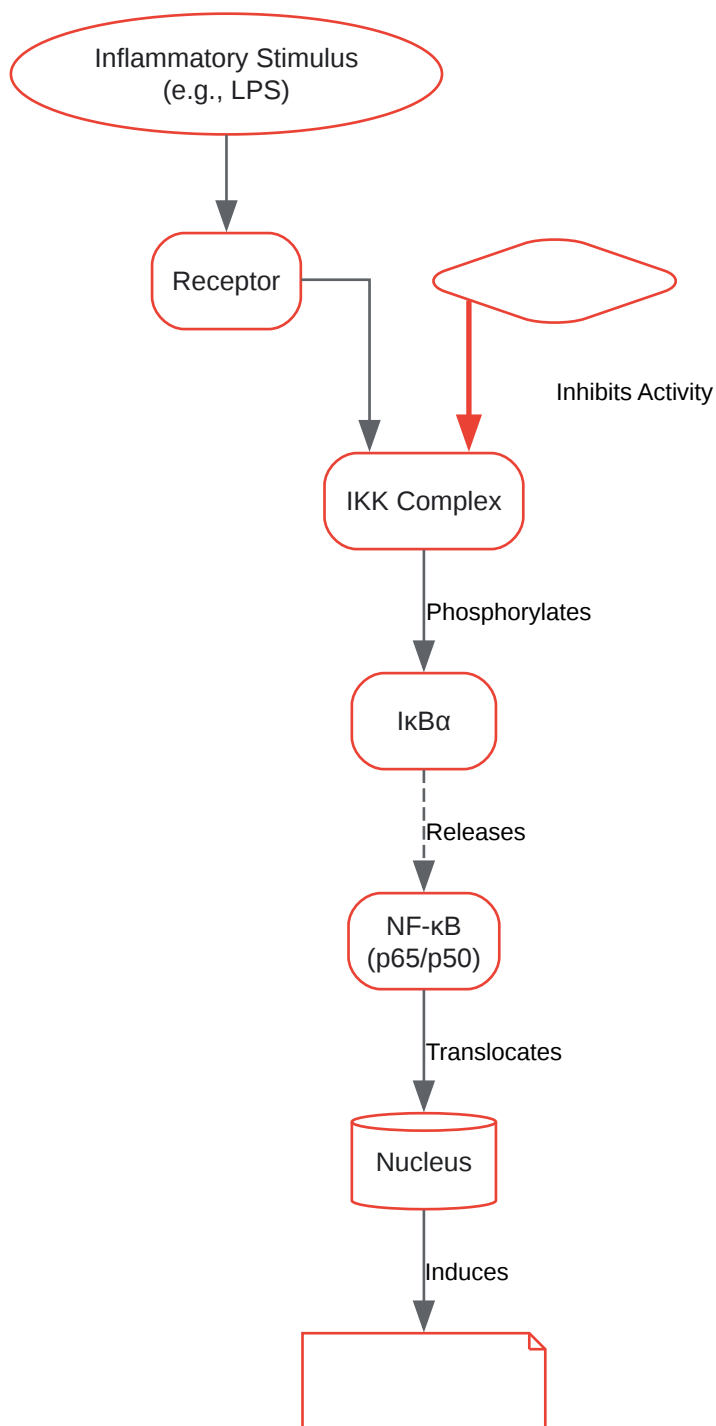 Inflammatory Stimulus
(e.g., LPS)
Receptor
Inhibits Activity
IKK Complex
Phosphorylates
IκBα
Releases
NF-κB
(p65/p50)
Translocates
Nucleus
Induces